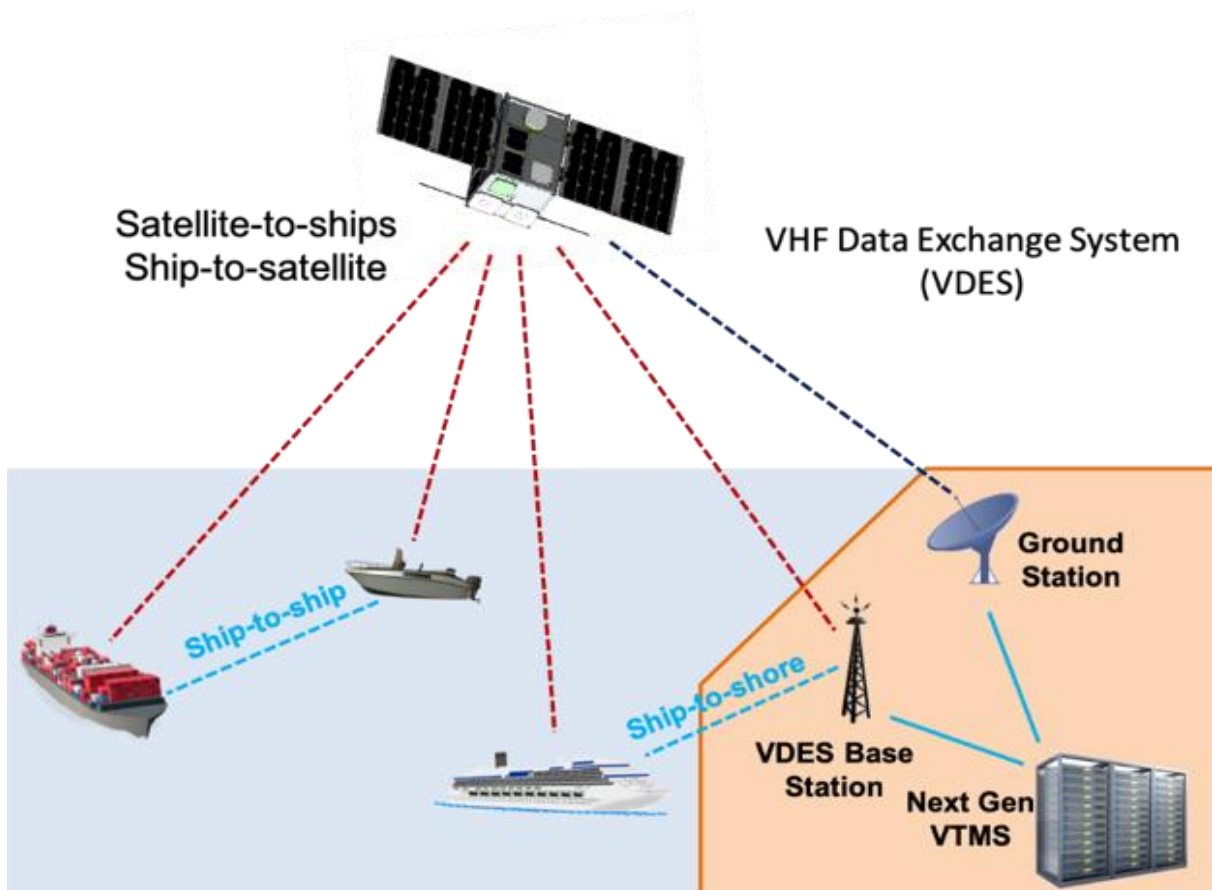 Satellite-to-ships
Ship-to-satellite
VHF Data Exchange System
(VDES)
Ground
Station
Ship-to-ship
Ship-to-shore
VDES Base
Station
Next Gen
VTMS